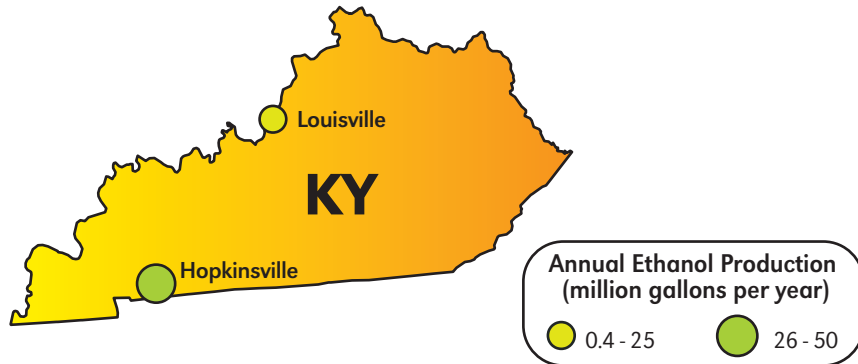 Louisville
KY
Hopkinsville
Annual Ethanol Production
(million gallons per year)
0.4 - 25
26 - 50